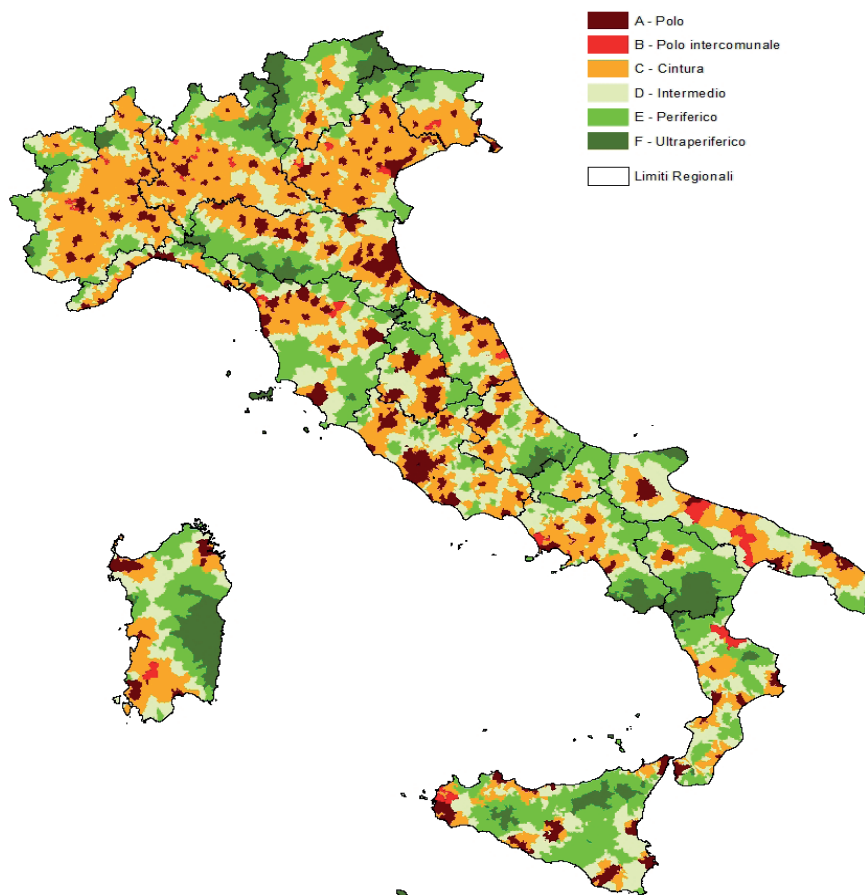 A - Polo
B - Polo intercomunale
C - Cintura
D - Intermedio
E - Periferico
F - Ultraperiferico
Limiti Regionali